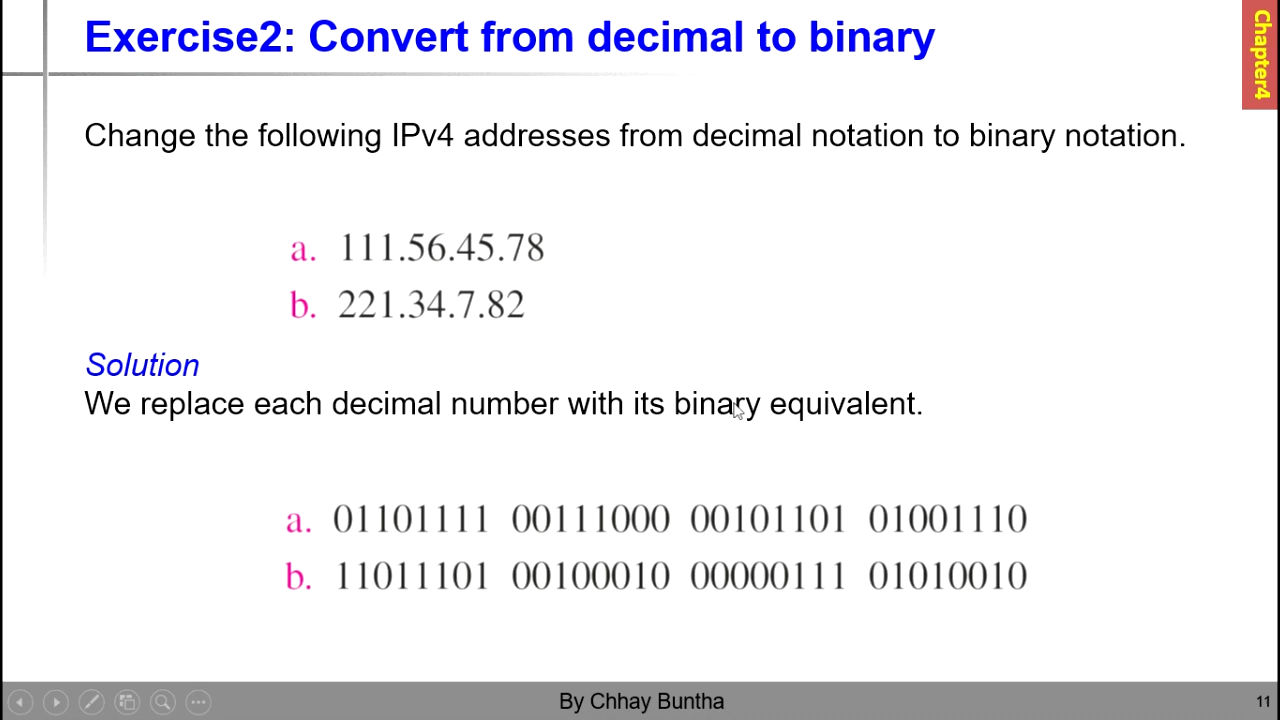 Exercise2: Convert from decimal to binary
Chapter4
Change the following IPv4 addresses from decimal notation to binary notation.
a. 111.56.45.78
b. 221.34.7.82
Solution
We replace each decimal number with its binary equivalent.
a. 01101111 00111000 00101101 01001110
b. 11011101 00100010 00000111 01010010
By Chhay Buntha
11